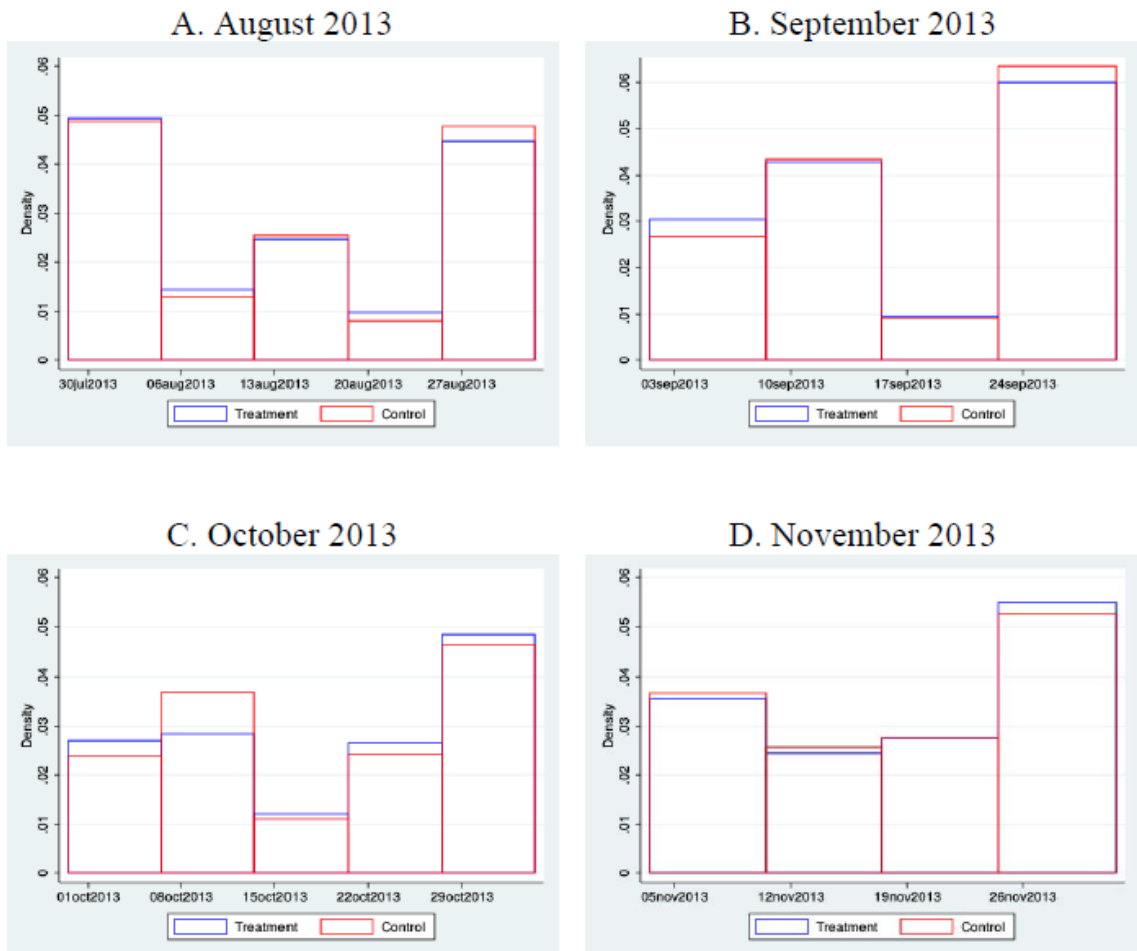 A. August 2013
.06
.05
.04
.03
.02
.01
0
Density
30jul2013 06aug2013 13aug2013 20aug2013 27aug2013
Treatment Control
B. September 2013
.06
.05
.04
.03
.02
.01
0
Density
03sep2013 10sep2013 17sep2013 24sep2013
Treatment Control
C. October 2013
.06
.05
.04
.03
.02
.01
0
Density
01oct2013 08oct2013 15oct2013 22oct2013 29oct2013
Treatment Control
D. November 2013
.06
.05
.04
.03
.02
.01
0
Density
05nov2013 12nov2013 19nov2013 26nov2013
Treatment Control